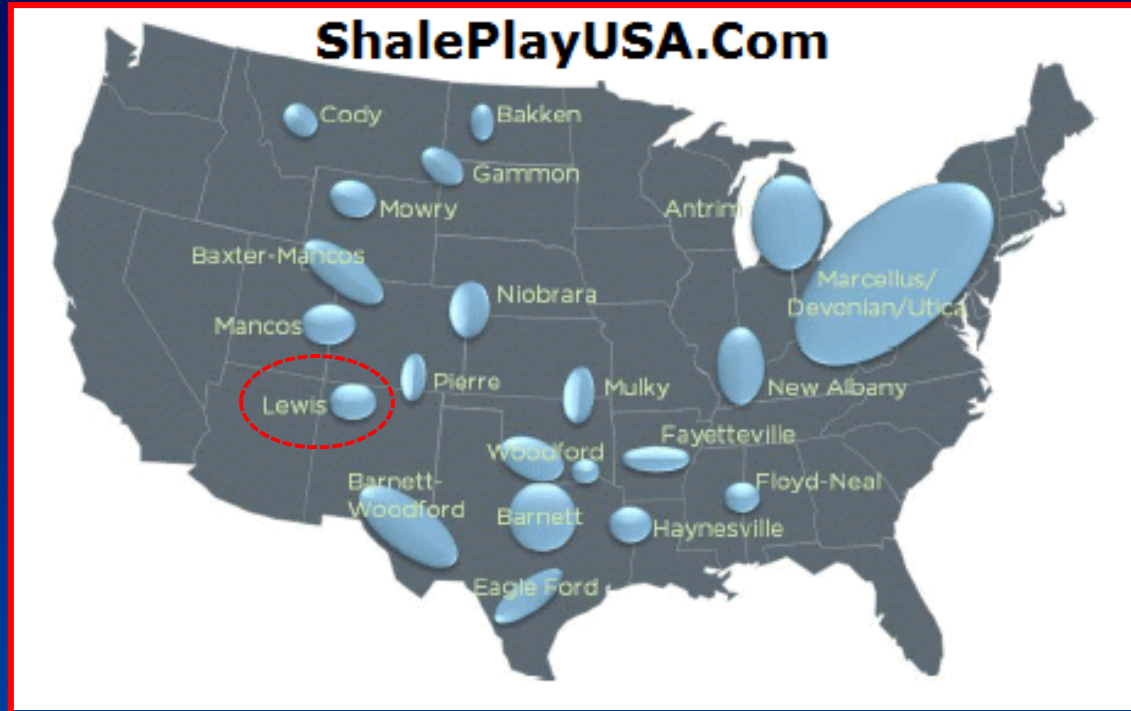 ShalePlayUSA.Com
Cody
Bakken
Gammon
Mowry
Antrim
Baxter-Mancos
Niobrara
Marcellus/
Devonian/Utica
Mancos
Pierre
Mulky
New Albany
Lewis
Fayetteville
Woodford
Floyd-Neal
Barnett-
Woodford
Barnett
Haynesville
Eagle Ford